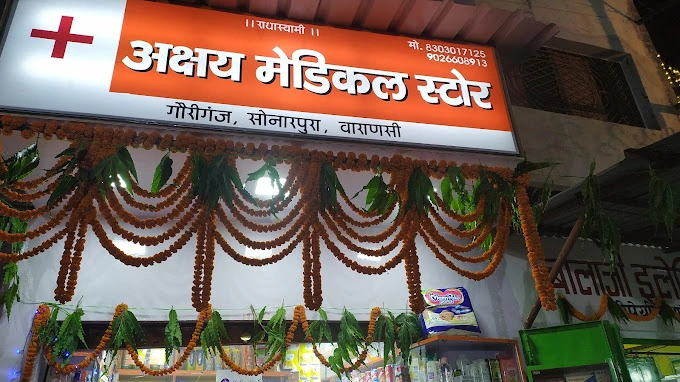 ।। राधास्वामी ।।
मो. 8303017125
9026608913
अक्षय मेडिकल स्टोर
गौरीगंज, सोनारपुरा, वाराणसी
बालाजी